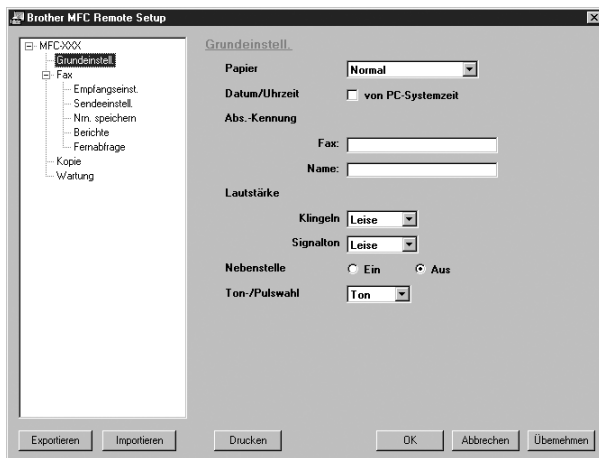 Brother MFC Remote Setup
MFC-XXX
Grundeinstell.
Fax
Empfangseinst.
Sendeeinstell.
Nrn. speichern
Berichte
Fernabfrage
Kopie
Wartung
Grundeinstell.
Papier Normal
Datum/Uhrzeit von PC-Systemzeit
Abs.-Kennung
Fax:
Name:
Lautstärke
Klingeln Leise
Signalton Leise
Nebenstelle Ein Aus
Ton-/Pulswahl Ton
Exportieren Importieren Drucken OK Abbrechen Übernehmen